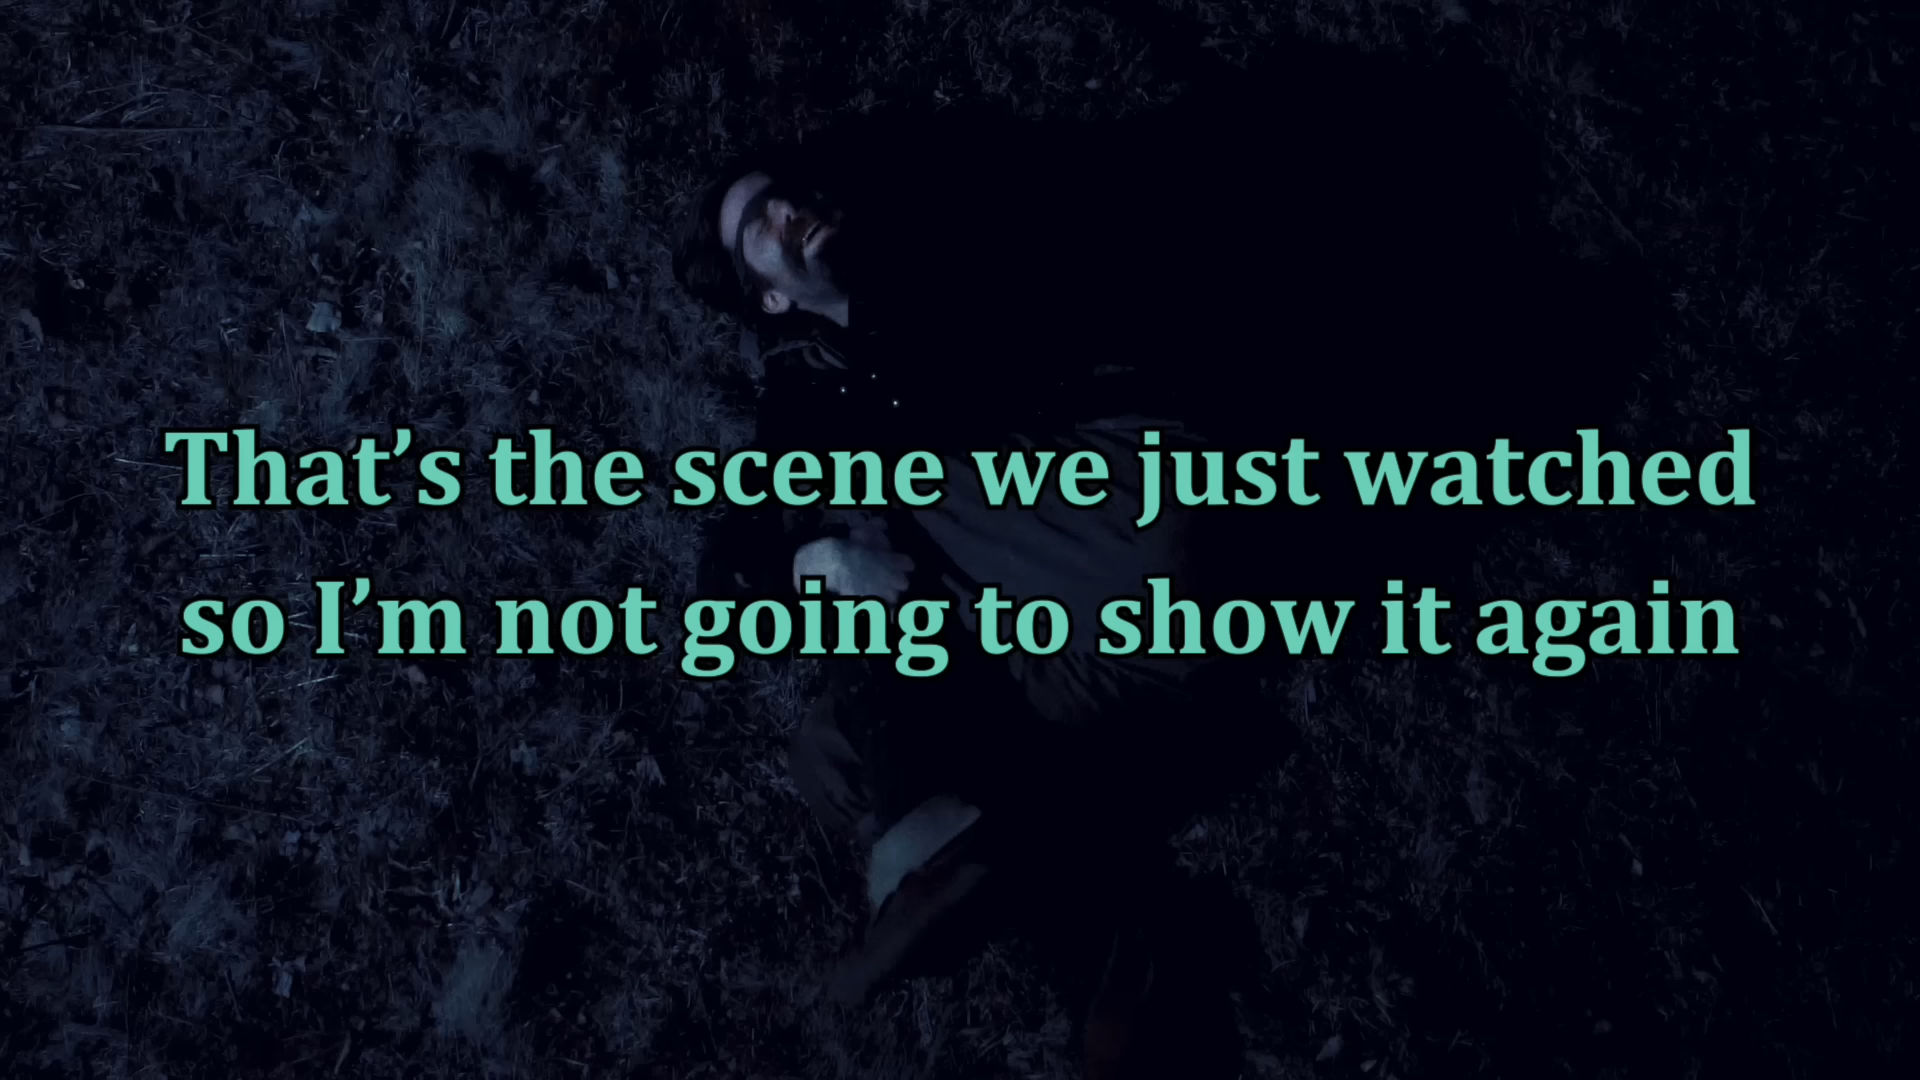 That’s the scene we just watched
so I’m not going to show it again